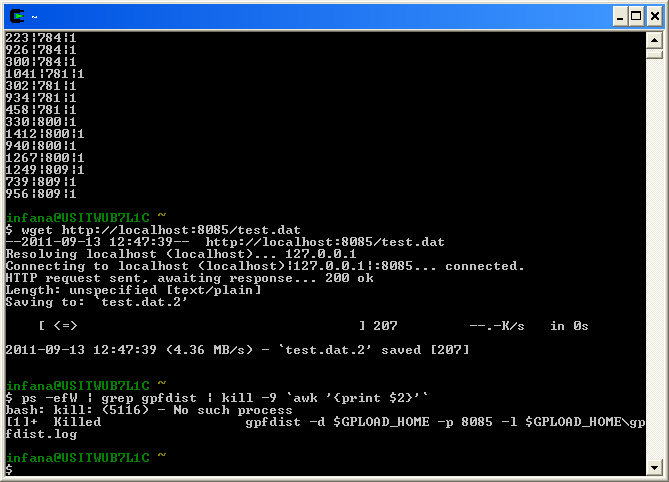 ~
223|784|1
926|784|1
300|784|1
1041|781|1
302|781|1
934|781|1
458|781|1
330|800|1
1412|800|1
940|800|1
1267|800|1
1249|809|1
739|809|1
956|809|1
infana@USITWUB7L1C ~
$ wget http://localhost:8085/test.dat
--2011-09-13 12:47:39--  http://localhost:8085/test.dat
Resolving localhost (localhost)... 127.0.0.1
Connecting to localhost (localhost)|127.0.0.1|:8085... connected.
HTTP request sent, awaiting response... 200 ok
Length: unspecified [text/plain]
Saving to: `test.dat.2'
[ <=> ] 207 --.-K/s in 0s
2011-09-13 12:47:39 (4.36 MB/s) - `test.dat.2' saved [207]
infana@USITWUB7L1C ~
$ ps -efW | grep gpfdist | kill -9 `awk '{print $2}'`
bash: kill: (5116) - No such process
[1]+  Killed gpfdist -d $GPLOAD_HOME -p 8085 -l $GPLOAD_HOME\gp
fdist.log
infana@USITWUB7L1C ~
$